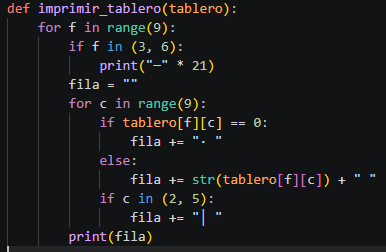 def imprimir_tablero(tablero):
    for f in range(9):
        if f in (3, 6):
            print("—" * 21)
        fila = ""
        for c in range(9):
            if tablero[f][c] == 0:
                fila += "· "
            else:
                fila += str(tablero[f][c]) + " "
            if c in (2, 5):
                fila += "│ "
        print(fila)